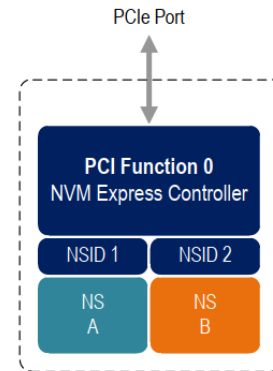 PCIe Port
PCI Function 0
NVM Express Controller
NSID 1
NSID 2
NS
A
NS
B